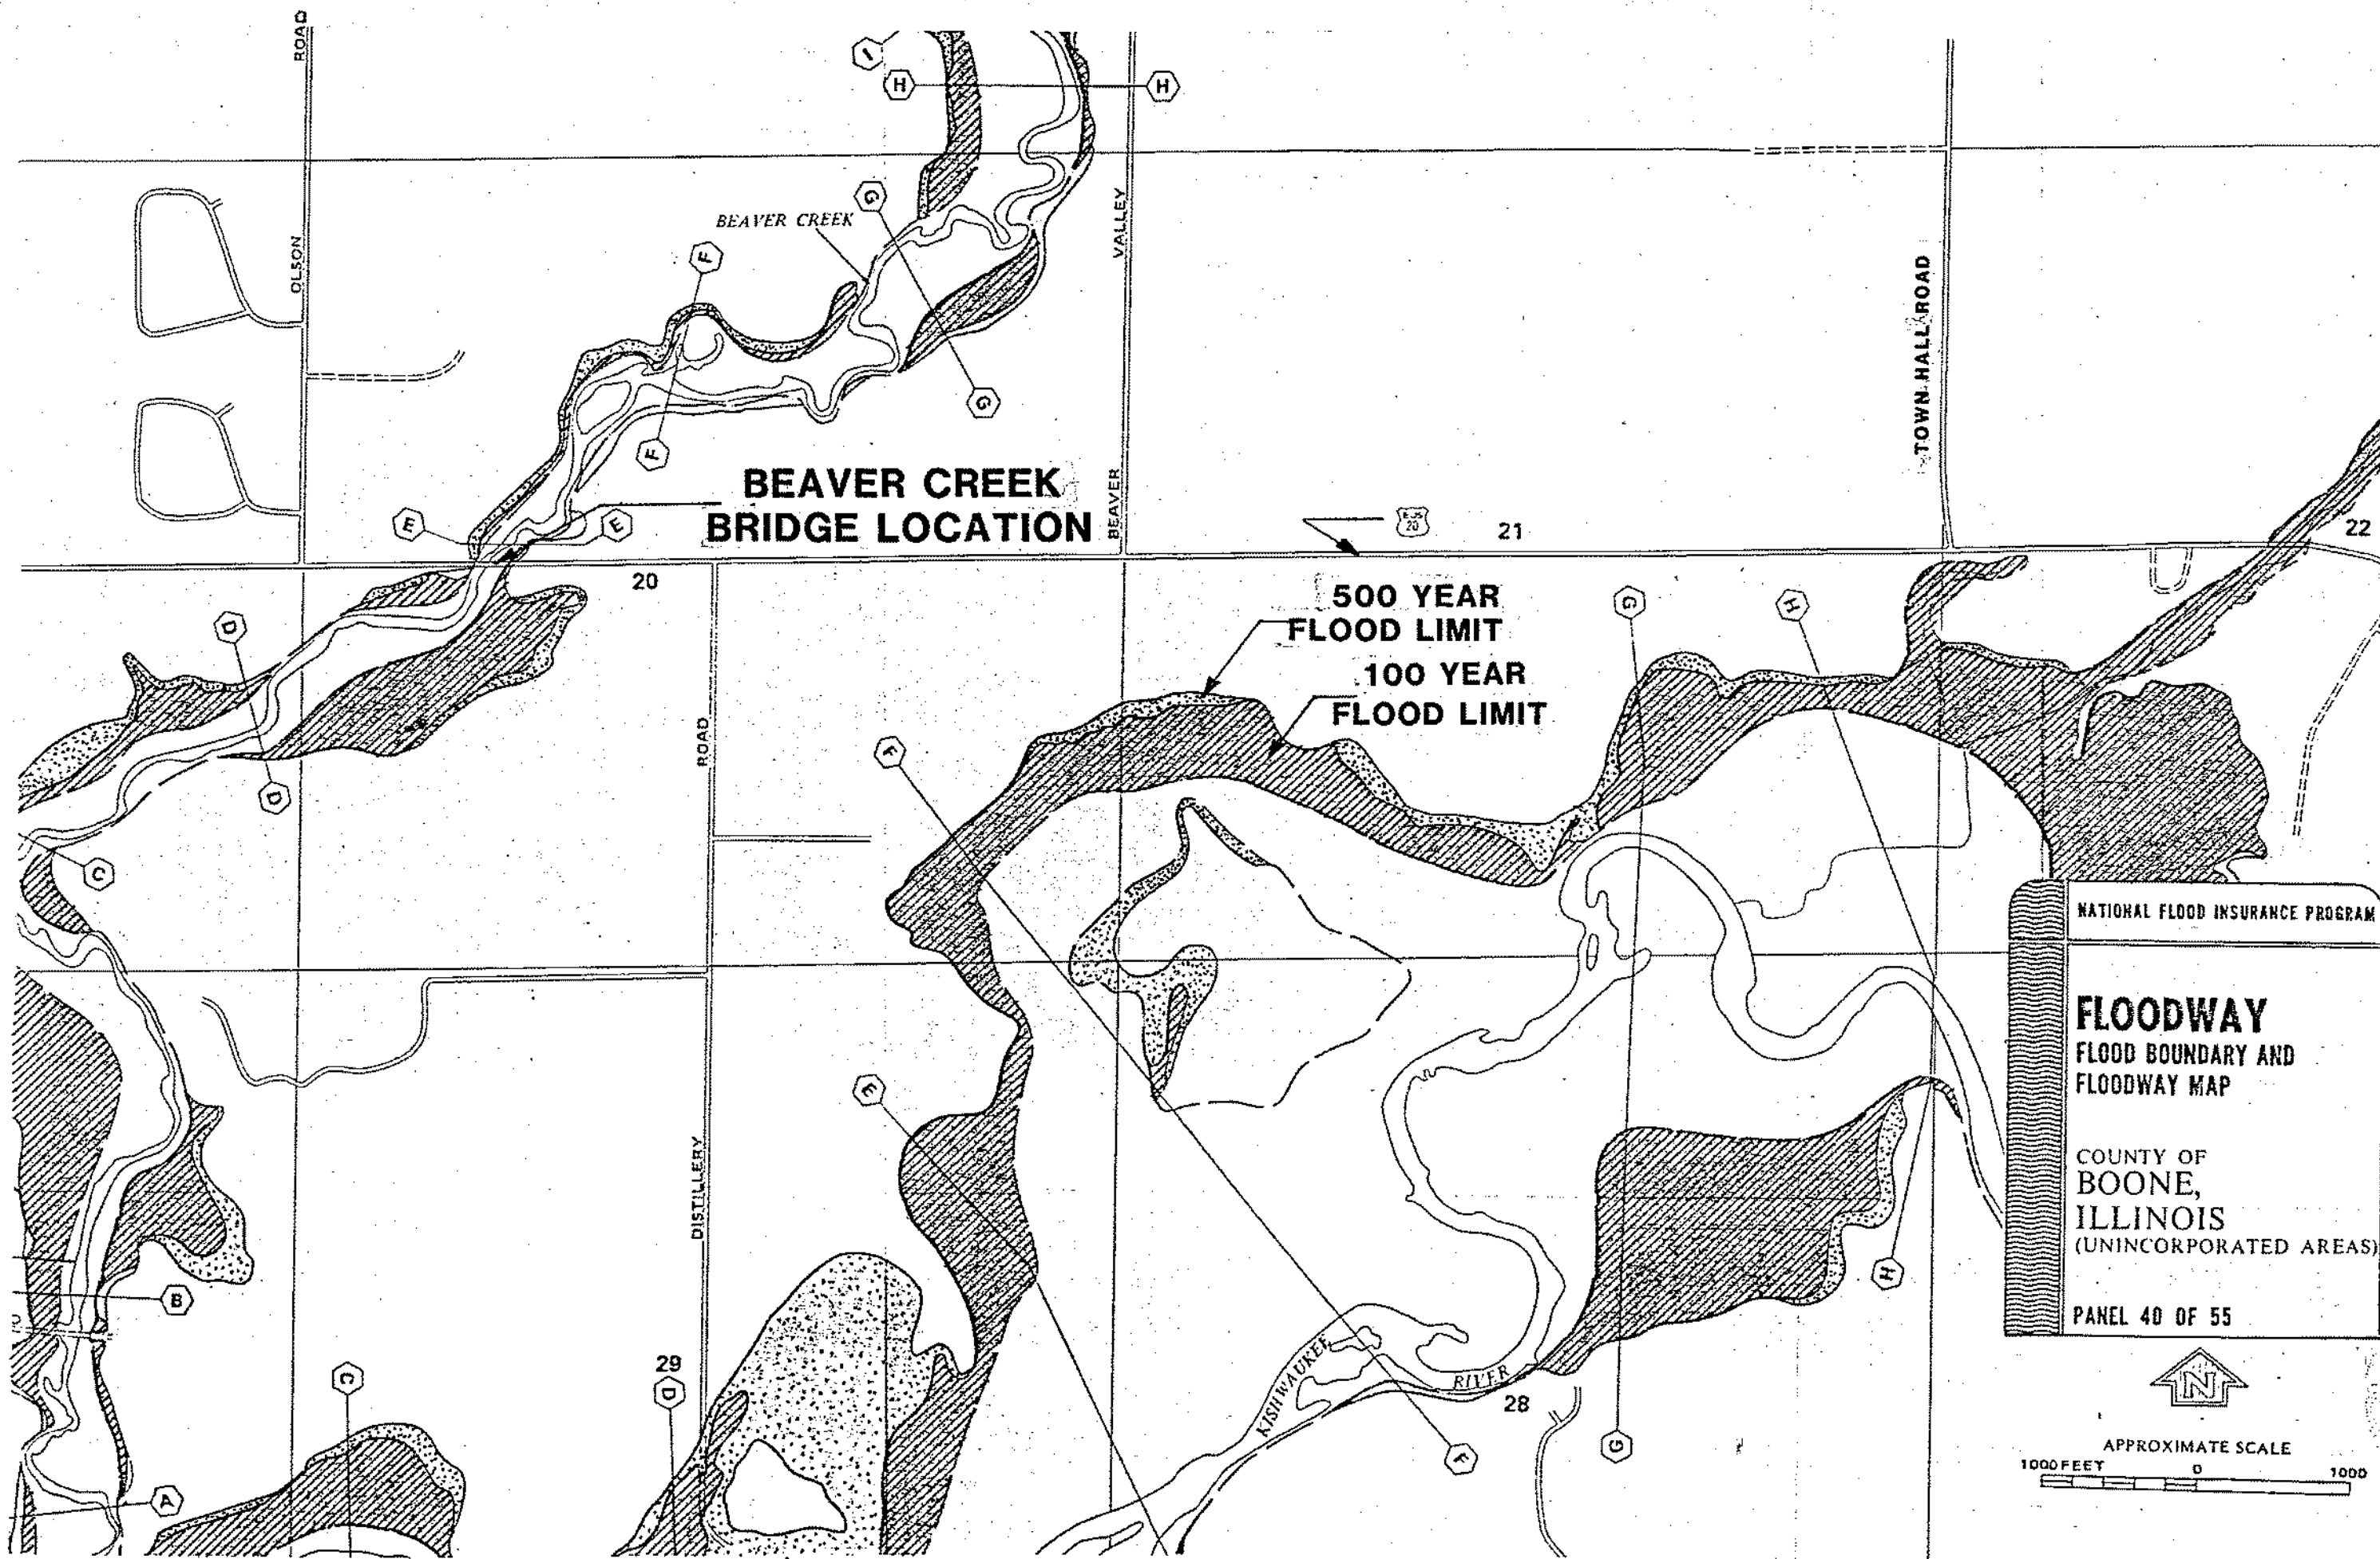 ROAD
I
H
H
G
BEAVER CREEK
VALLEY
OLSON
F
TOWN HALL ROAD
G
F
BEAVER CREEK
BRIDGE LOCATION
BEAVER
E
E
20
21
22
20
500 YEAR
FLOOD LIMIT
G
H
D
100 YEAR
FLOOD LIMIT
ROAD
F
D
C
NATIONAL FLOOD INSURANCE PROGRAM
FLOODWAY
FLOOD BOUNDARY AND
FLOODWAY MAP
E
COUNTY OF
BOONE,
ILLINOIS
(UNINCORPORATED AREAS)
DISTILLERY
H
B
PANEL 40 OF 55
KISHWAUKEE
RIVER
29
D
C
28
N
G
F
A
APPROXIMATE SCALE
1000 FEET 0 1000